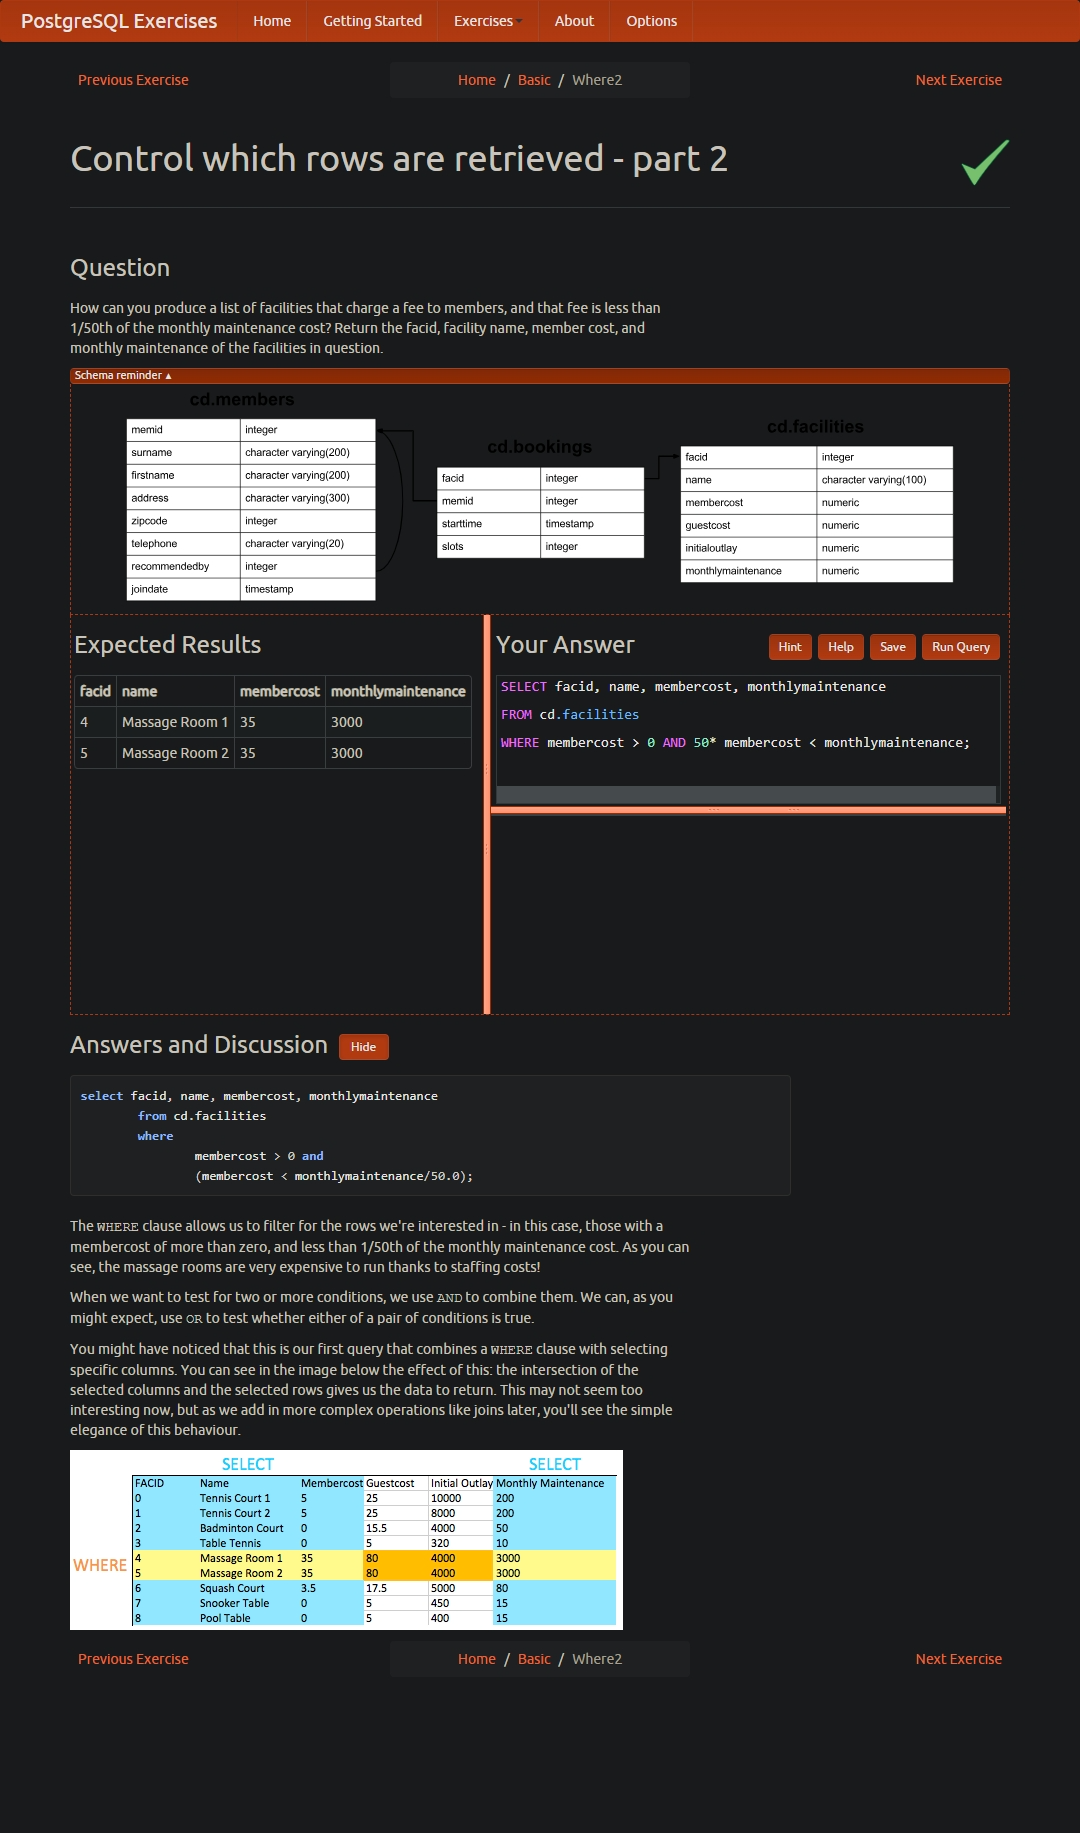 PostgreSQL Exercises Home Getting Started Exercises About Options
Previous Exercise Home / Basic / Where2 Next Exercise
Control which rows are retrieved - part 2
Question
How can you produce a list of facilities that charge a fee to members, and that fee is less than
1/50th of the monthly maintenance cost? Return the facid, facility name, member cost, and
monthly maintenance of the facilities in question.
Schema reminder ▲
cd.members
memid integer
surname character varying(200)
firstname character varying(200)
address character varying(300)
zipcode integer
telephone character varying(20)
recommendedby integer
joindate timestamp
cd.bookings
facid integer
memid integer
starttime timestamp
slots integer
cd.facilities
facid integer
name character varying(100)
membercost numeric
guestcost numeric
initialoutlay numeric
monthlymaintenance numeric
Expected Results
facid name membercost monthlymaintenance
4 Massage Room 1 35 3000
5 Massage Room 2 35 3000
Your Answer Hint Help Save Run Query
SELECT facid, name, membercost, monthlymaintenance
FROM cd.facilities
WHERE membercost > 0 AND 50* membercost < monthlymaintenance;
Answers and Discussion Hide
select facid, name, membercost, monthlymaintenance
from cd.facilities
where
membercost > 0 and
(membercost < monthlymaintenance/50.0);
The WHERE clause allows us to filter for the rows we're interested in - in this case, those with a
membercost of more than zero, and less than 1/50th of the monthly maintenance cost. As you can
see, the massage rooms are very expensive to run thanks to staffing costs!
When we want to test for two or more conditions, we use AND to combine them. We can, as you
might expect, use OR to test whether either of a pair of conditions is true.
You might have noticed that this is our first query that combines a WHERE clause with selecting
specific columns. You can see in the image below the effect of this: the intersection of the
selected columns and the selected rows gives us the data to return. This may not seem too
interesting now, but as we add in more complex operations like joins later, you'll see the simple
elegance of this behaviour.
SELECT SELECT
FACID Name Membercost Guestcost Initial Outlay Monthly Maintenance
0 Tennis Court 1 5 25 10000 200
1 Tennis Court 2 5 25 8000 200
2 Badminton Court 0 15.5 4000 50
3 Table Tennis 0 5 320 10
WHERE
4 Massage Room 1 35 80 4000 3000
5 Massage Room 2 35 80 4000 3000
6 Squash Court 3.5 17.5 5000 80
7 Snooker Table 0 5 450 15
8 Pool Table 0 5 400 15
Previous Exercise Home / Basic / Where2 Next Exercise